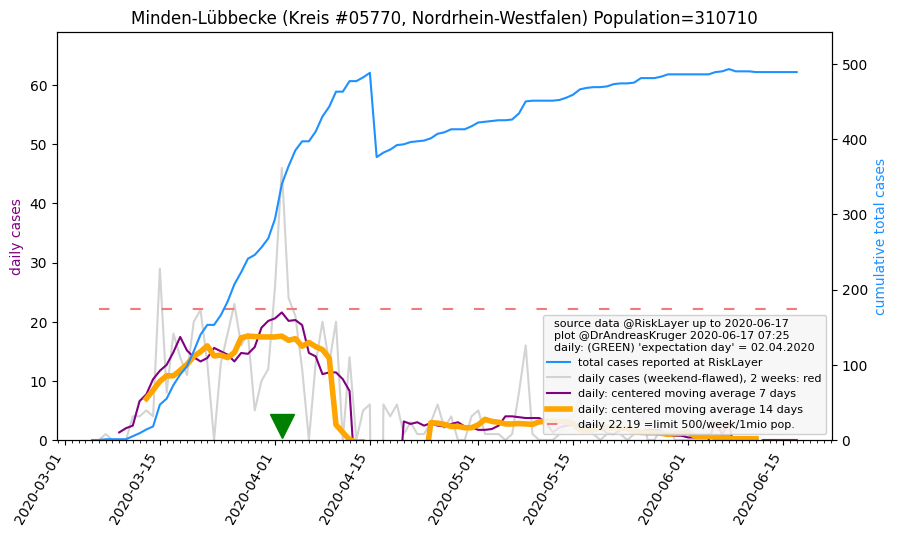 Minden-Lübbecke (Kreis #05770, Nordrhein-Westfalen) Population=310710
daily cases
0
10
20
30
40
50
60
cumulative total cases
0
100
200
300
400
500
2020-03-01
2020-03-15
2020-04-01
2020-04-15
2020-05-01
2020-05-15
2020-06-01
2020-06-15
source data @RiskLayer up to 2020-06-17
plot @DrAndreasKruger 2020-06-17 07:25
daily: (GREEN) 'expectation day' = 02.04.2020
total cases reported at RiskLayer
daily cases (weekend-flawed), 2 weeks: red
daily: centered moving average 7 days
daily: centered moving average 14 days
daily 22.19 =limit 500/week/1mio pop.